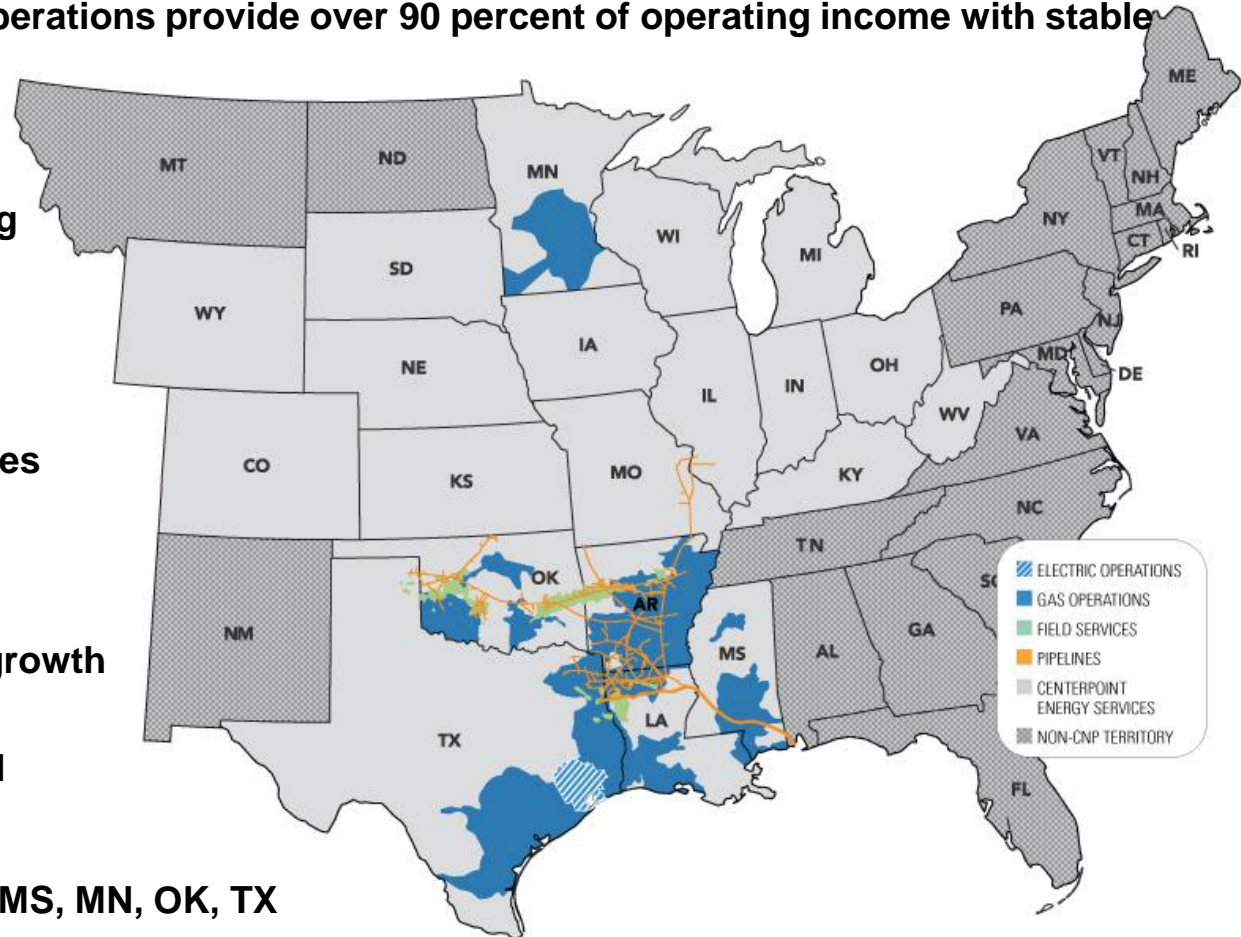 perations provide over 90 percent of operating income with stable
g
es
growth
MS, MN, OK, TX
ME
MT
ND
MN
VT
NH
NY
MA
CT
RI
WI
SD
MI
WY
PA
NJ
IA
NE
MD
DE
OH
IL
IN
WV
VA
CO
KS
MO
KY
NC
TN
OK
AR
NM
MS
AL
GA
LA
TX
FL
ELECTRIC OPERATIONS
GAS OPERATIONS
FIELD SERVICES
PIPELINES
CENTERPOINT
ENERGY SERVICES
NON-CNP TERRITORY